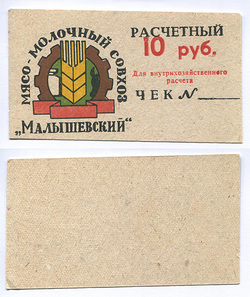 МЯСО-МОЛОЧНЫЙ СОВХОЗ
„МАЛЫШЕВСКИЙ“
РАСЧЕТНЫЙ
10 руб.
Для внутрихозяйственного
расчета
ЧЕК №